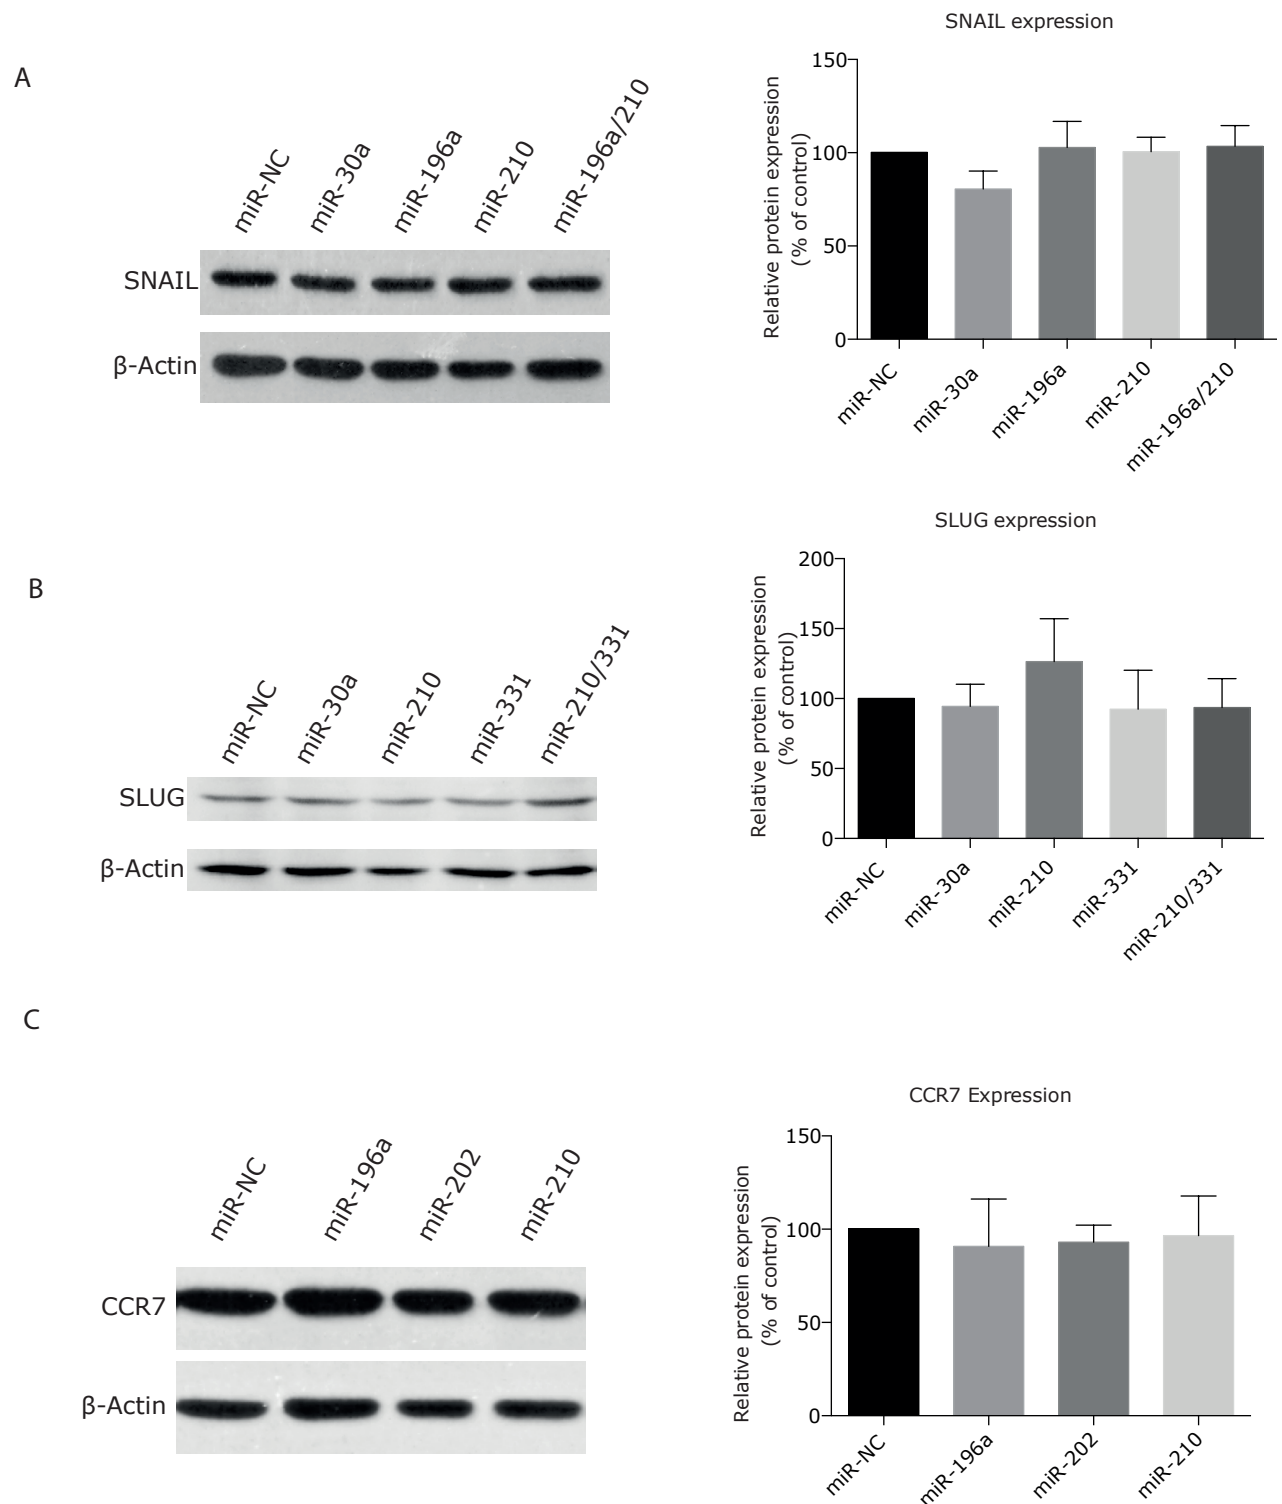 A
miR-NC
miR-30a
miR-196a
miR-210
miR-196a/210
SNAIL
β-Actin
SNAIL expression
Relative protein expression
(% of control)
150
100
50
0
miR-NC
miR-30a
miR-196a
miR-210
miR-196a/210
B
miR-NC
miR-30a
miR-210
miR-331
miR-210/331
SLUG
β-Actin
SLUG expression
Relative protein expression
(% of control)
200
150
100
50
0
miR-NC
miR-30a
miR-210
miR-331
miR-210/331
C
miR-NC
miR-196a
miR-202
miR-210
CCR7
β-Actin
CCR7 Expression
Relative protein expression
(% of control)
150
100
50
0
miR-NC
miR-196a
miR-202
miR-210